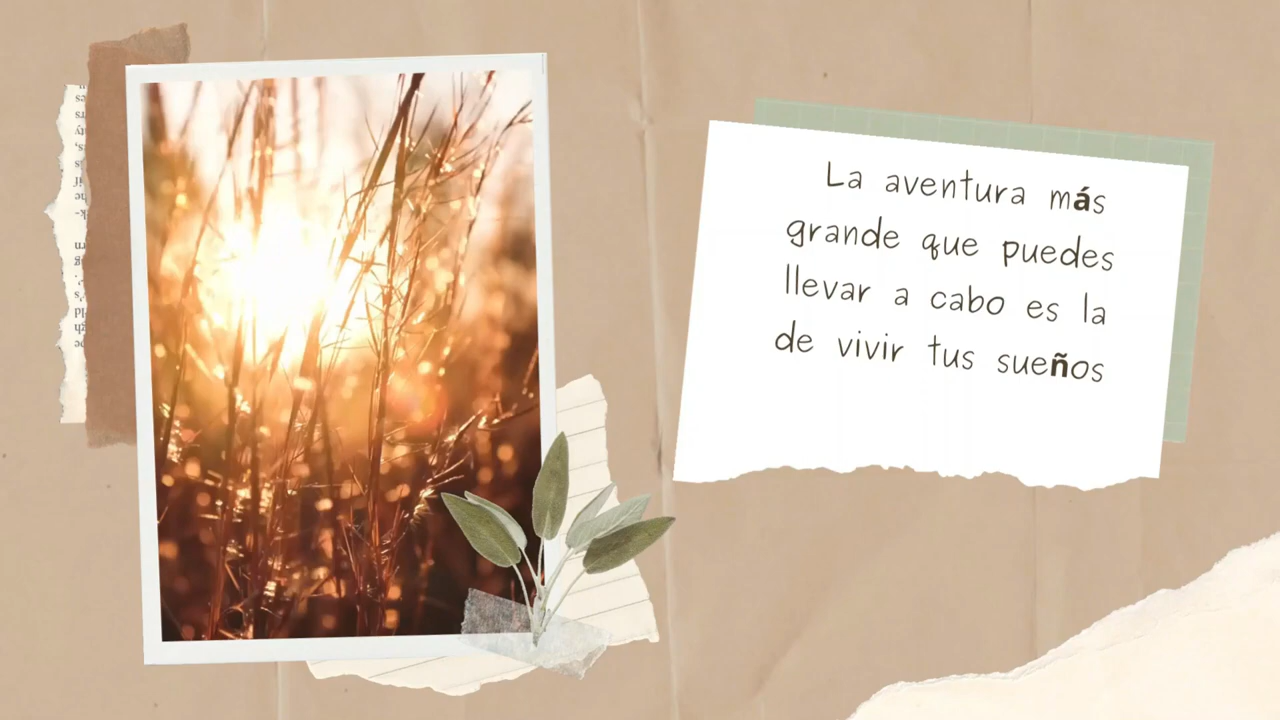 La aventura más
grande que puedes
llevar a cabo es la
de vivir tus sueños